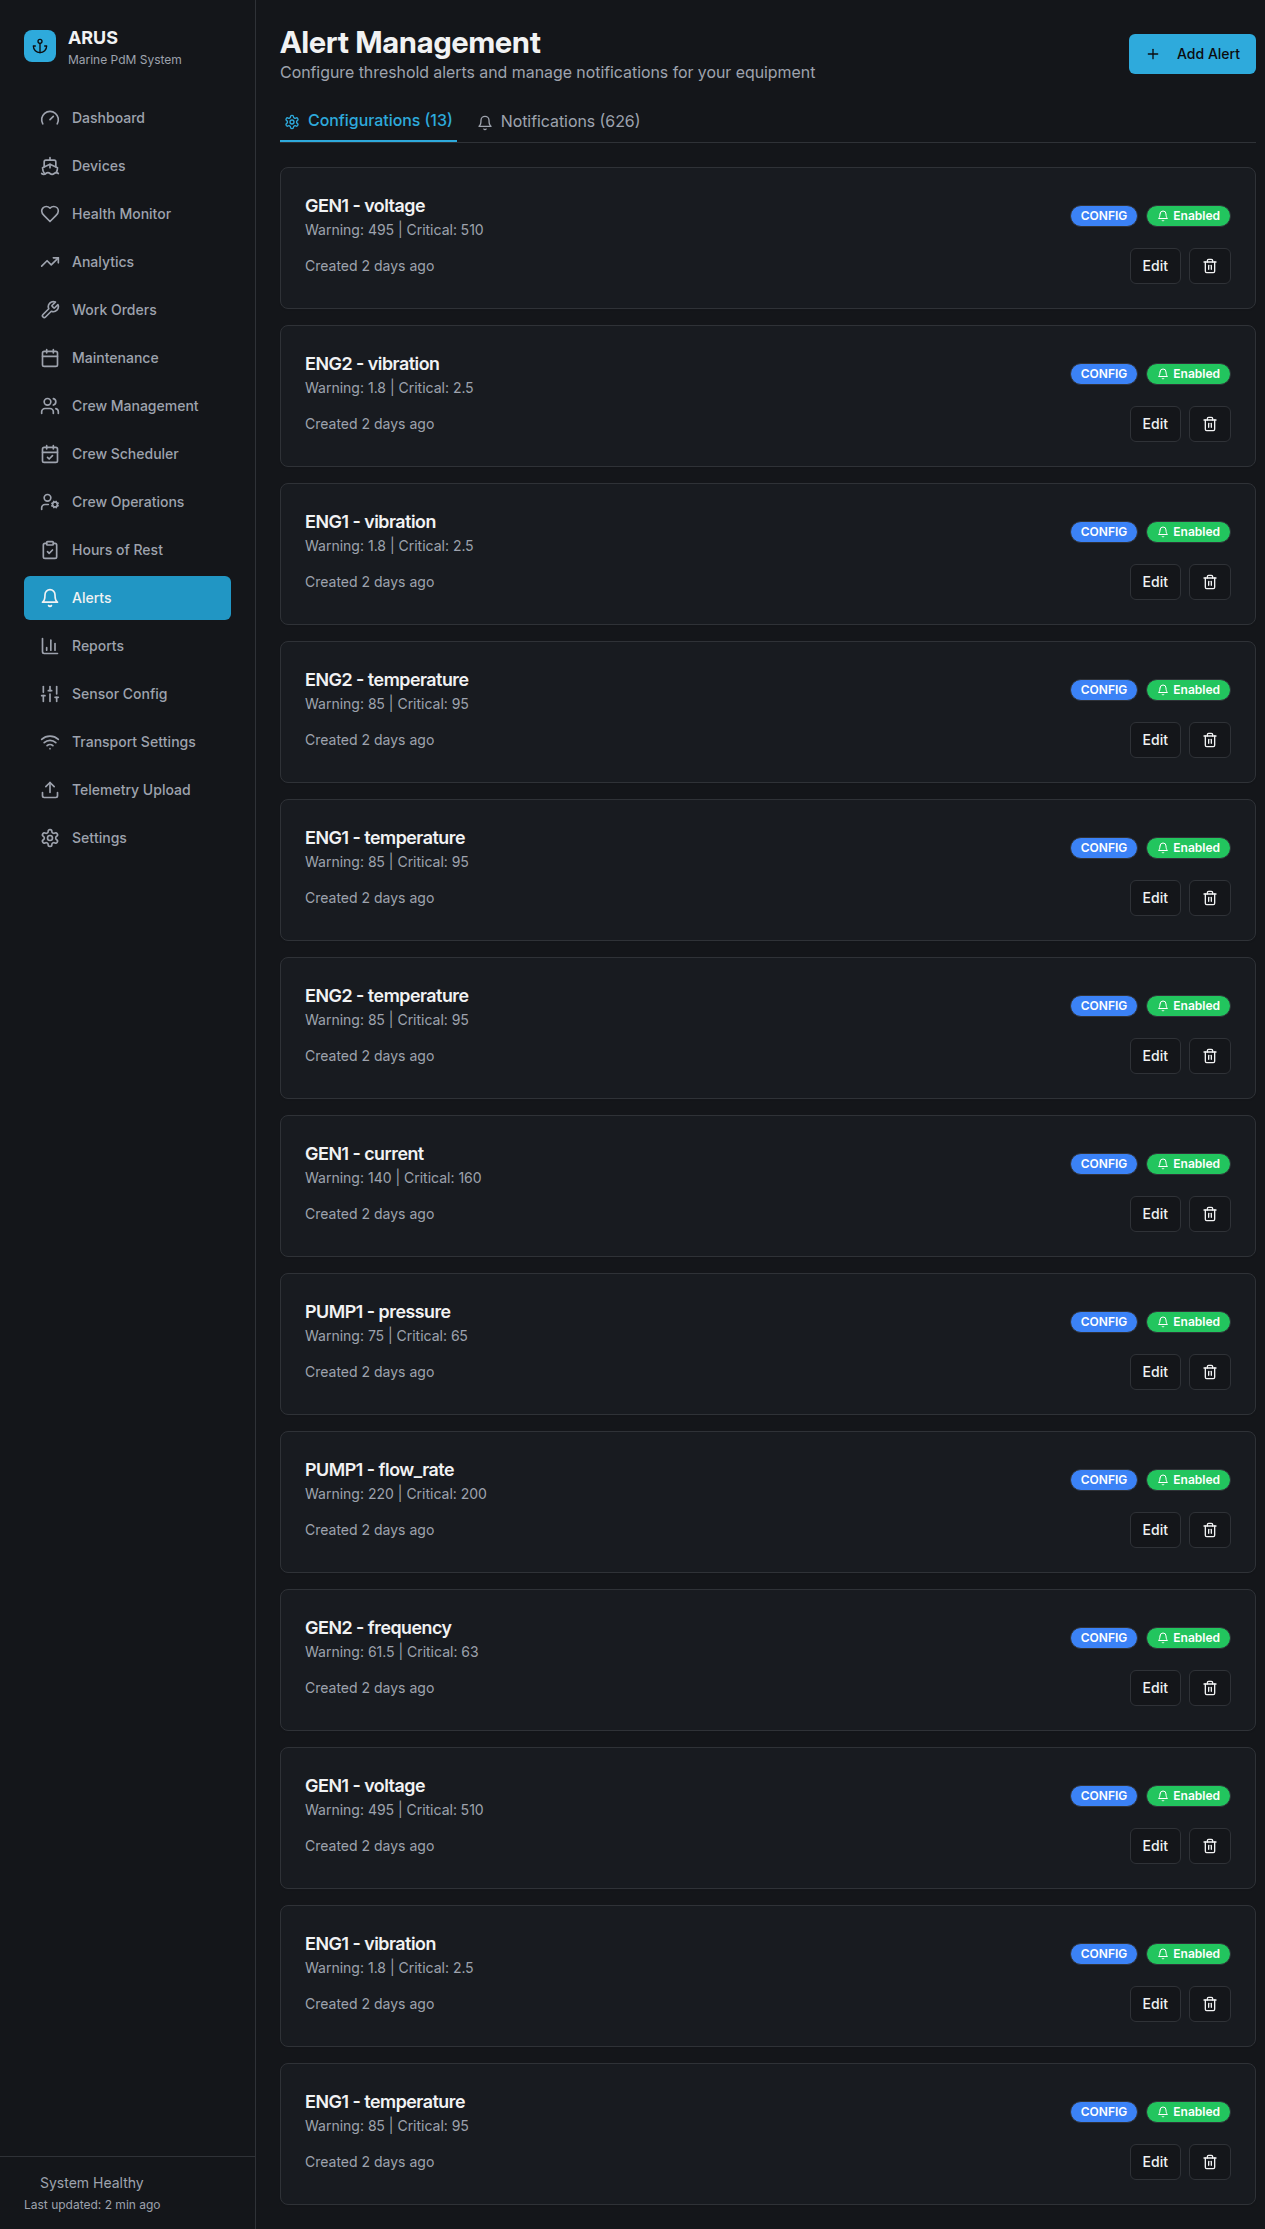 ARUS
Marine PdM System
Dashboard
Devices
Health Monitor
Analytics
Work Orders
Maintenance
Crew Management
Crew Scheduler
Crew Operations
Hours of Rest
Alerts
Reports
Sensor Config
Transport Settings
Telemetry Upload
Settings
System Healthy
Last updated: 2 min ago
Alert Management
Configure threshold alerts and manage notifications for your equipment
Add Alert
Configurations (13)
Notifications (626)
GEN1 - voltage
Warning: 495 | Critical: 510
CONFIG
Enabled
Created 2 days ago
Edit
ENG2 - vibration
Warning: 1.8 | Critical: 2.5
CONFIG
Enabled
Created 2 days ago
Edit
ENG1 - vibration
Warning: 1.8 | Critical: 2.5
CONFIG
Enabled
Created 2 days ago
Edit
ENG2 - temperature
Warning: 85 | Critical: 95
CONFIG
Enabled
Created 2 days ago
Edit
ENG1 - temperature
Warning: 85 | Critical: 95
CONFIG
Enabled
Created 2 days ago
Edit
ENG2 - temperature
Warning: 85 | Critical: 95
CONFIG
Enabled
Created 2 days ago
Edit
GEN1 - current
Warning: 140 | Critical: 160
CONFIG
Enabled
Created 2 days ago
Edit
PUMP1 - pressure
Warning: 75 | Critical: 65
CONFIG
Enabled
Created 2 days ago
Edit
PUMP1 - flow_rate
Warning: 220 | Critical: 200
CONFIG
Enabled
Created 2 days ago
Edit
GEN2 - frequency
Warning: 61.5 | Critical: 63
CONFIG
Enabled
Created 2 days ago
Edit
GEN1 - voltage
Warning: 495 | Critical: 510
CONFIG
Enabled
Created 2 days ago
Edit
ENG1 - vibration
Warning: 1.8 | Critical: 2.5
CONFIG
Enabled
Created 2 days ago
Edit
ENG1 - temperature
Warning: 85 | Critical: 95
CONFIG
Enabled
Created 2 days ago
Edit